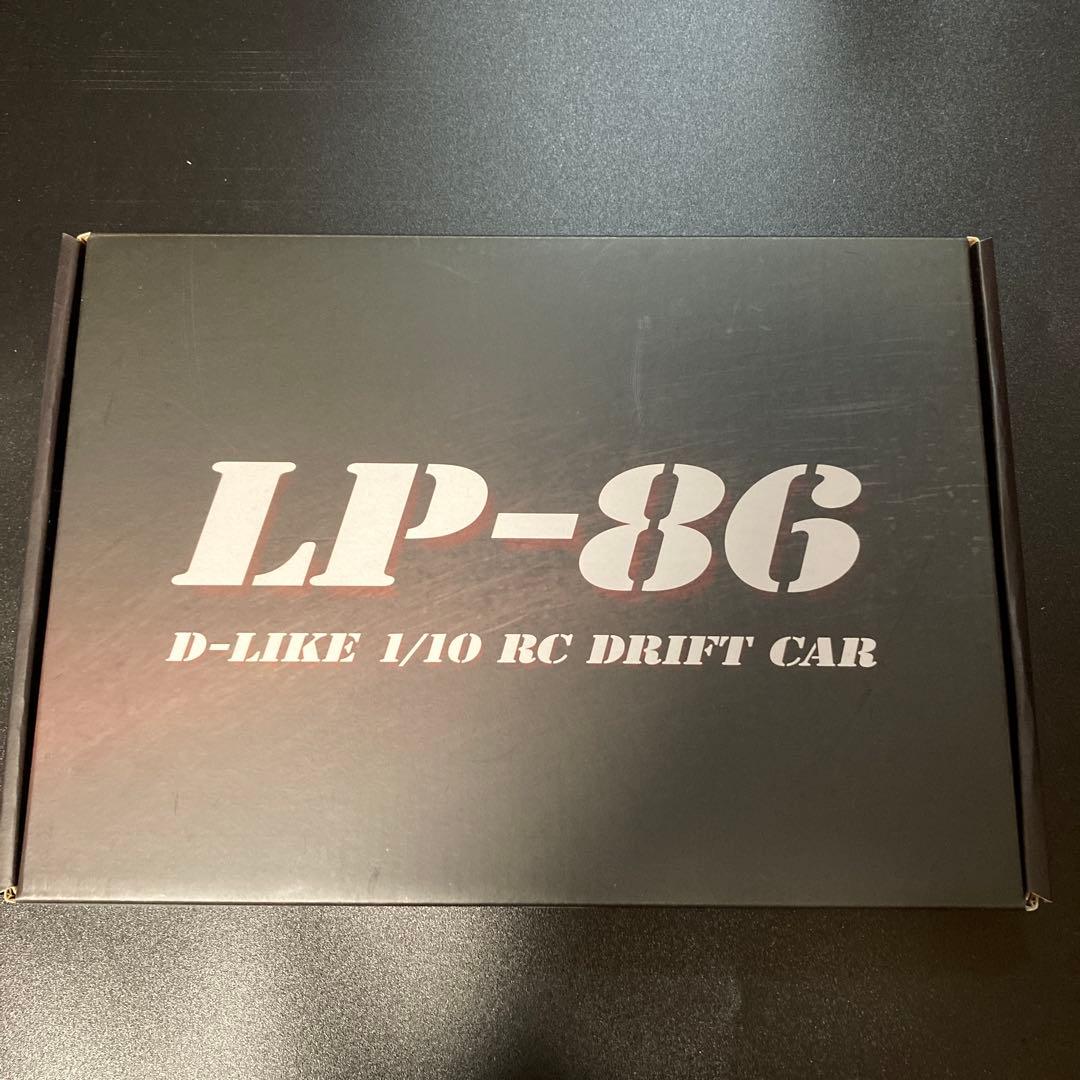 LP-86
D-LIKE 1/10 RC DRIFT CAR